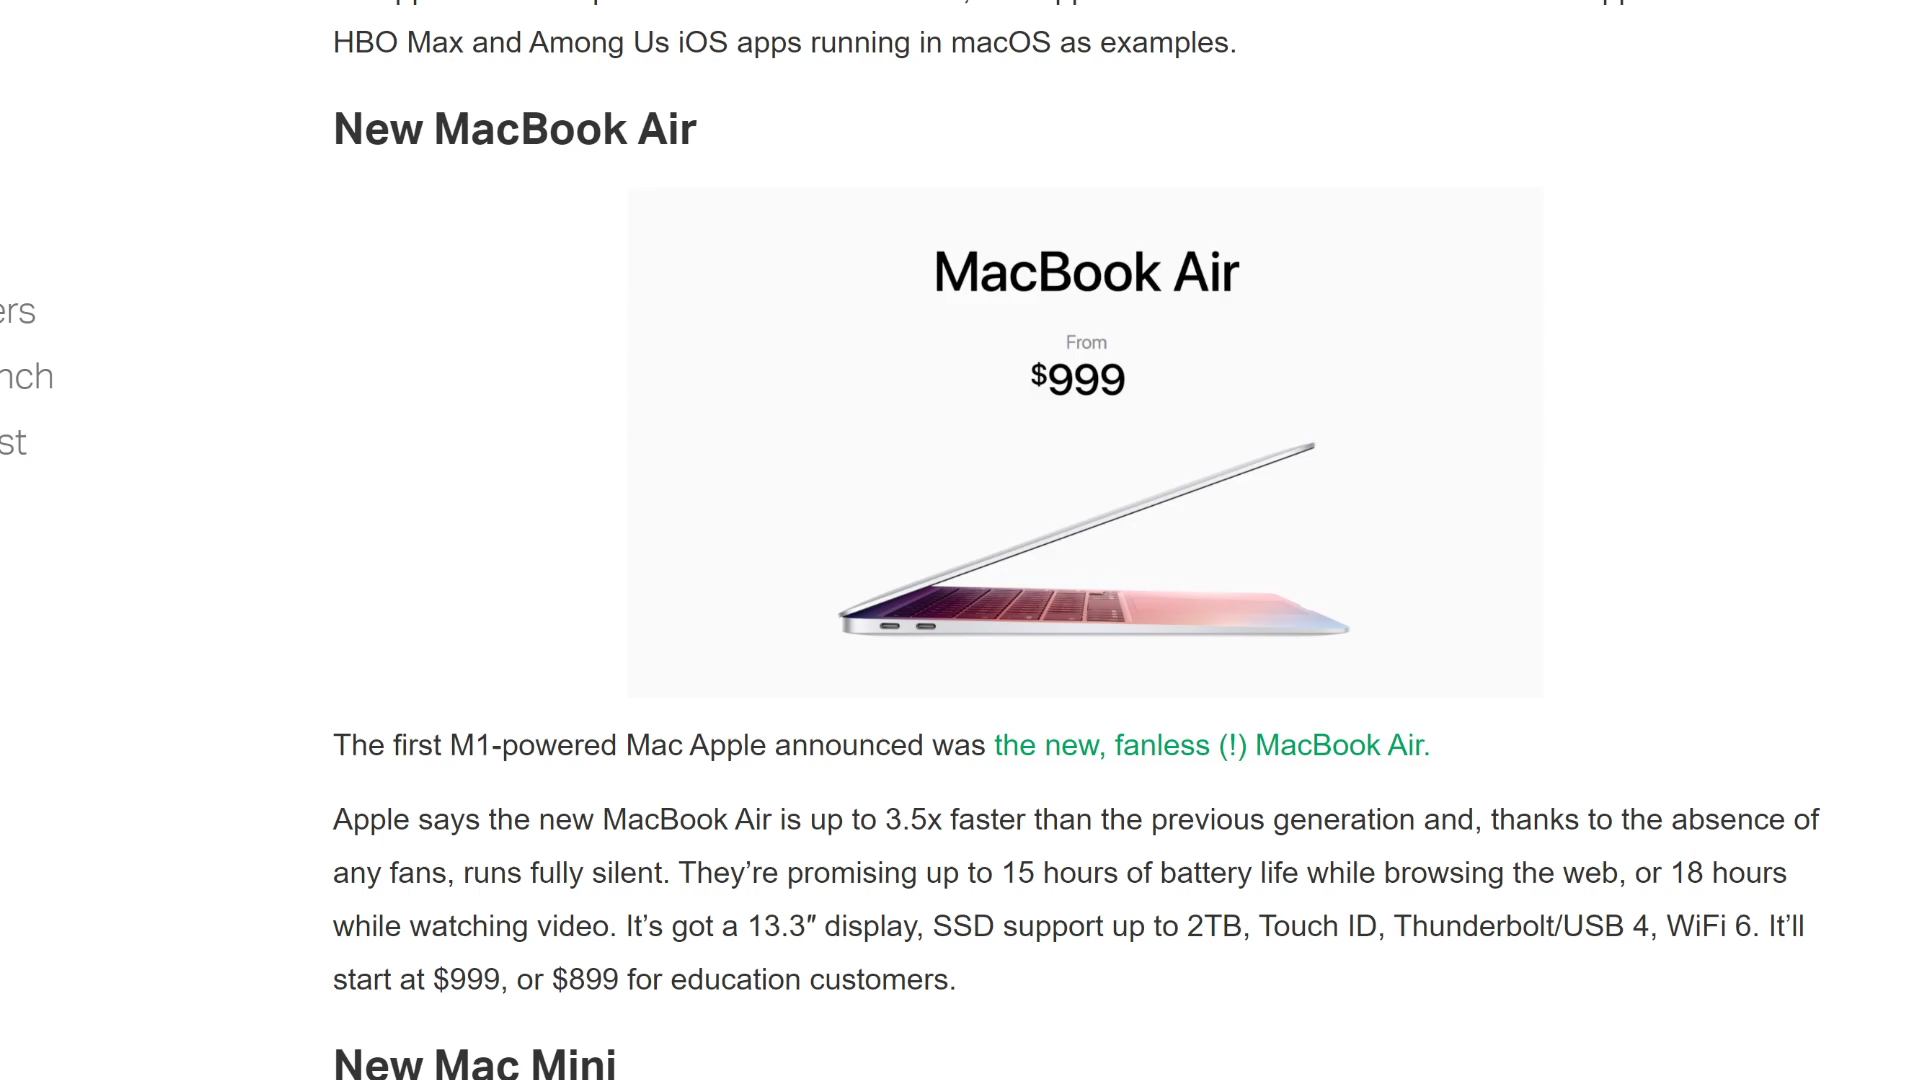 HBO Max and Among Us iOS apps running in macOS as examples.
New MacBook Air
MacBook Air
From
$999
ers
nch
st
The first M1-powered Mac Apple announced was the new, fanless (!) MacBook Air.
Apple says the new MacBook Air is up to 3.5x faster than the previous generation and, thanks to the absence of
any fans, runs fully silent. They’re promising up to 15 hours of battery life while browsing the web, or 18 hours
while watching video. It’s got a 13.3″ display, SSD support up to 2TB, Touch ID, Thunderbolt/USB 4, WiFi 6. It’ll
start at $999, or $899 for education customers.
New Mac Mini